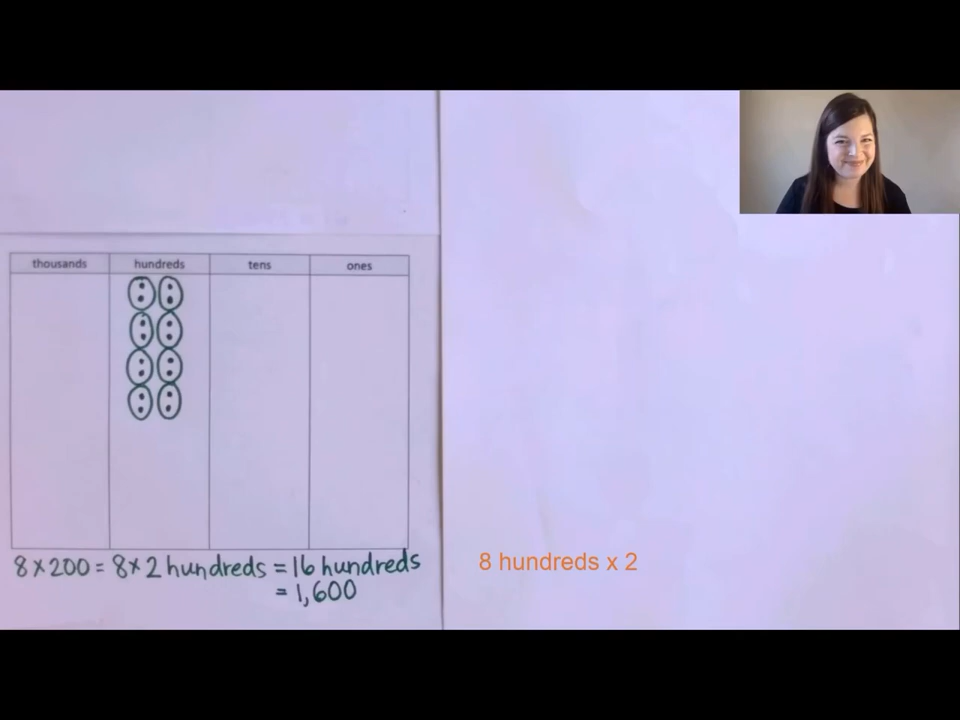 thousands hundreds tens ones
8 × 200 = 8 × 2 hundreds = 16 hundreds
= 1,600
8 hundreds x 2